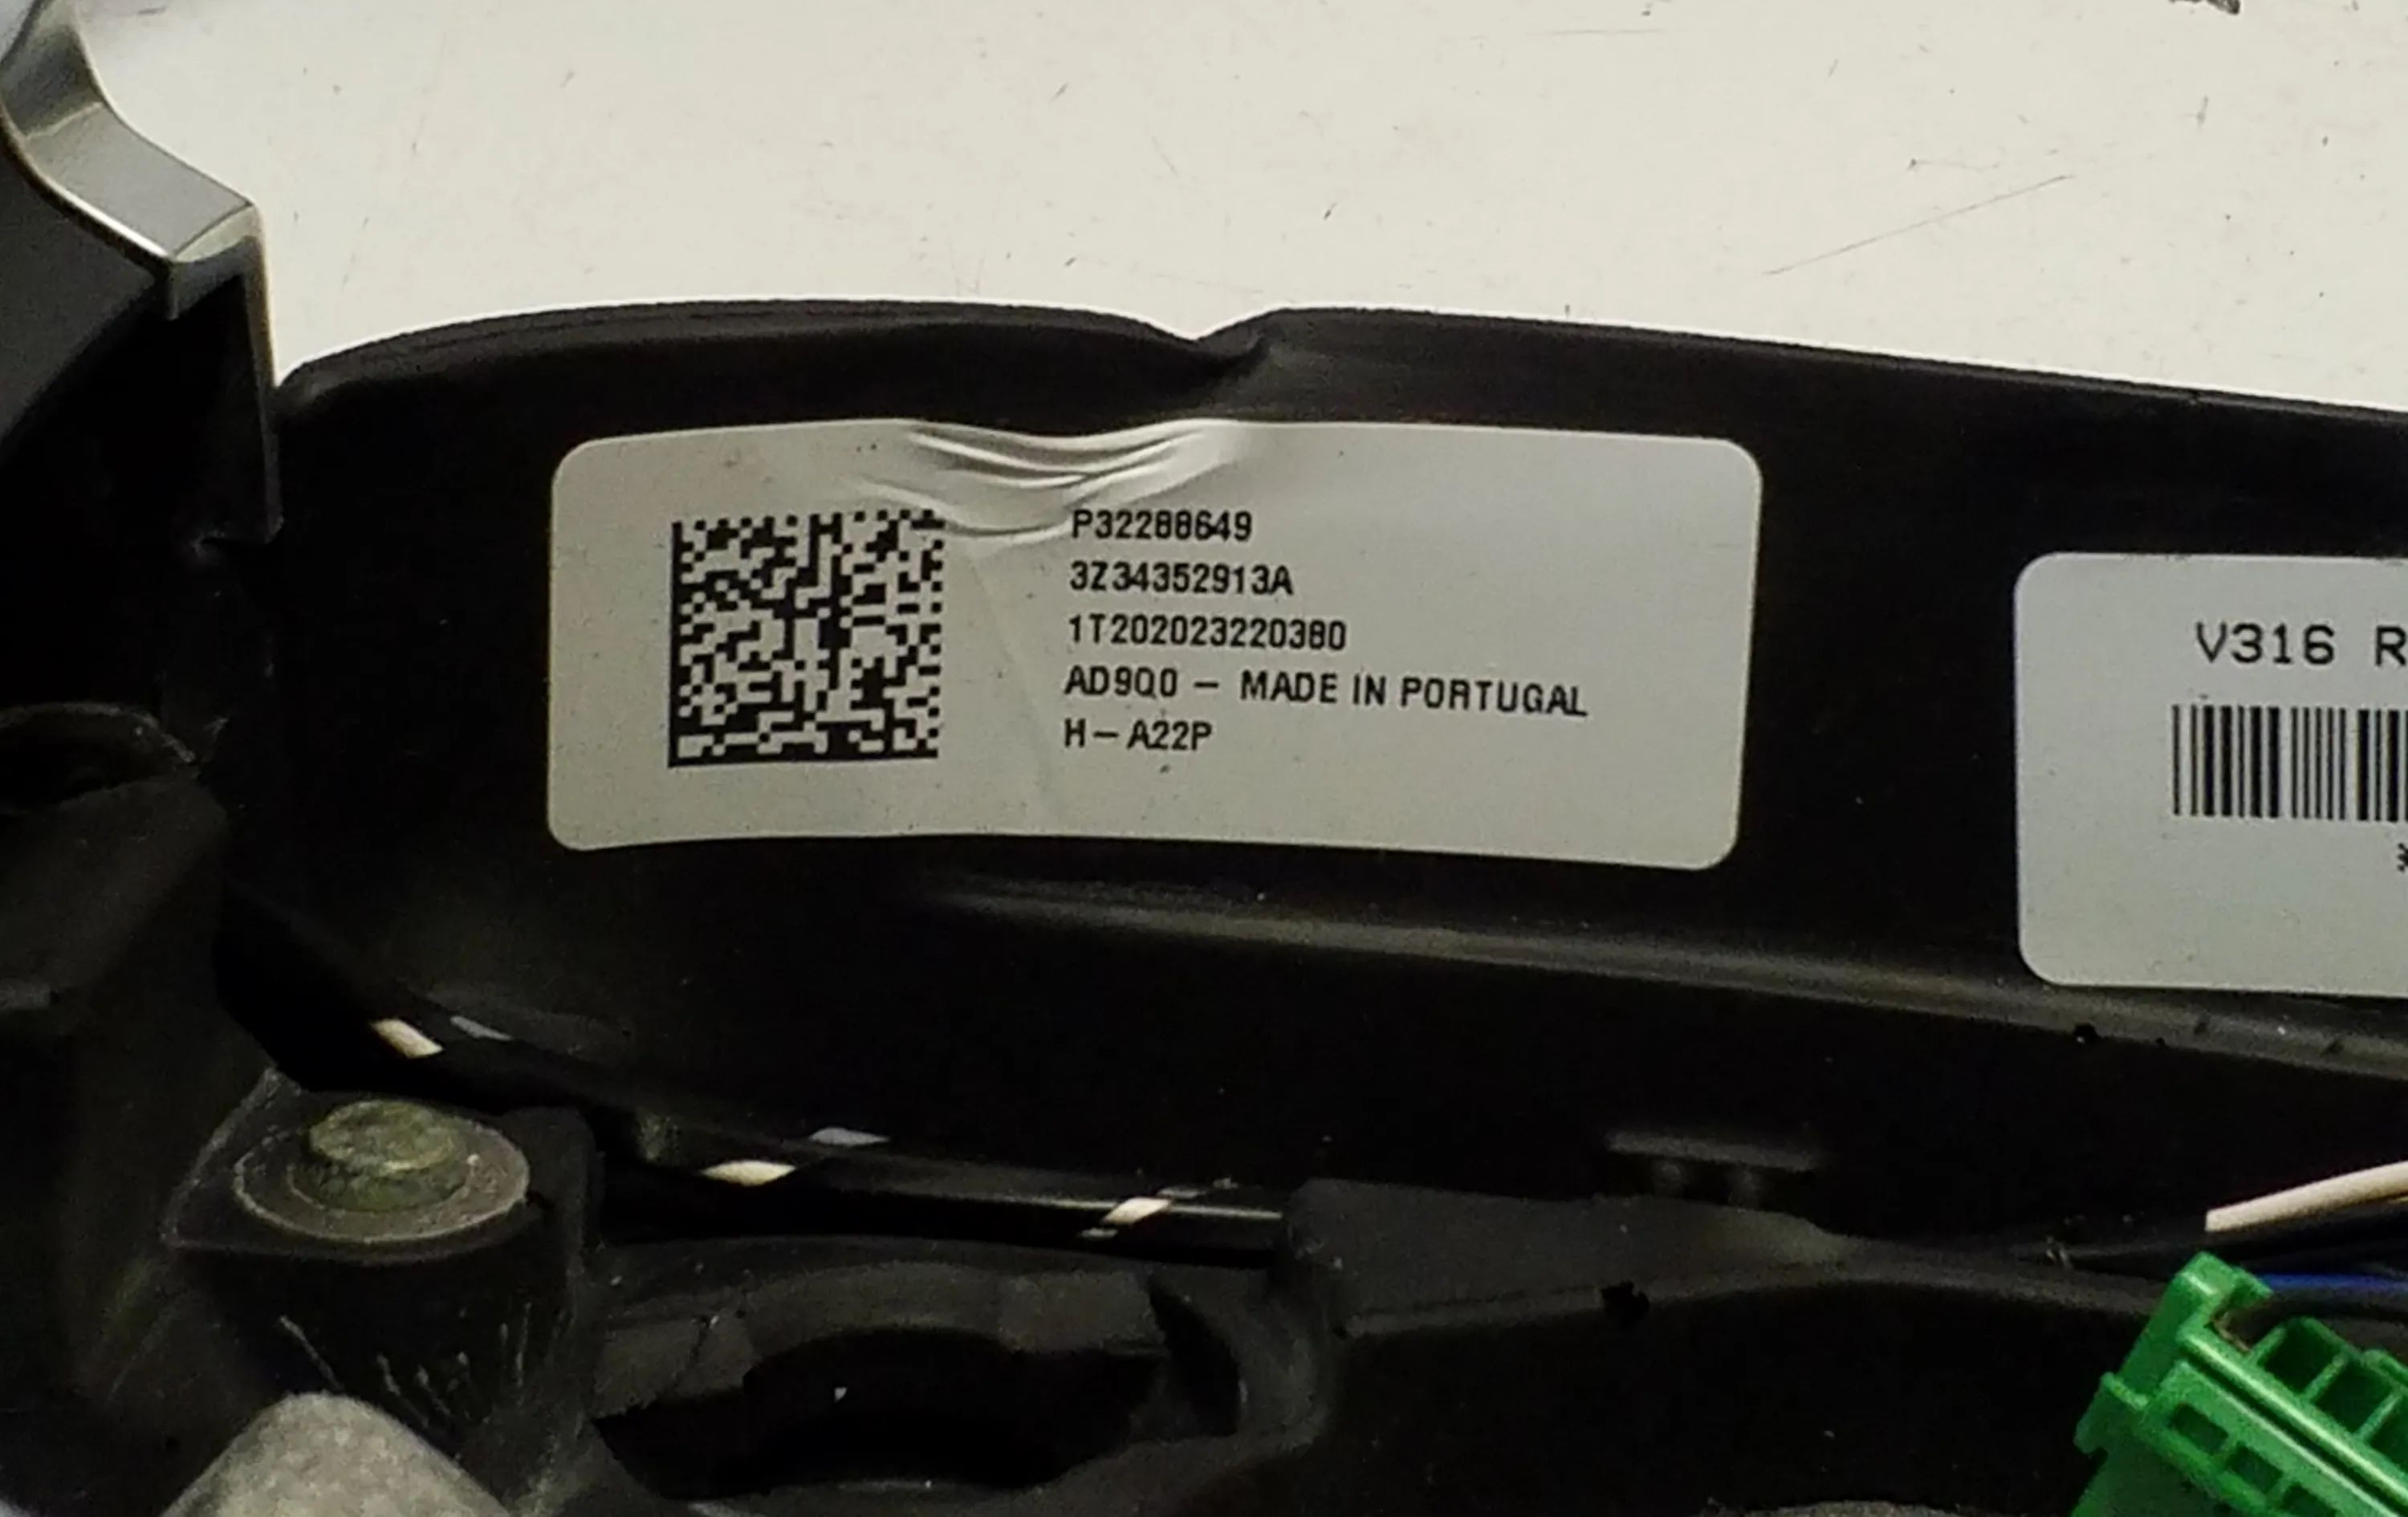 P32288649
3Z34352913A
1T202023220380
AD9Q0 – MADE IN PORTUGAL
H–A22P
V316 R